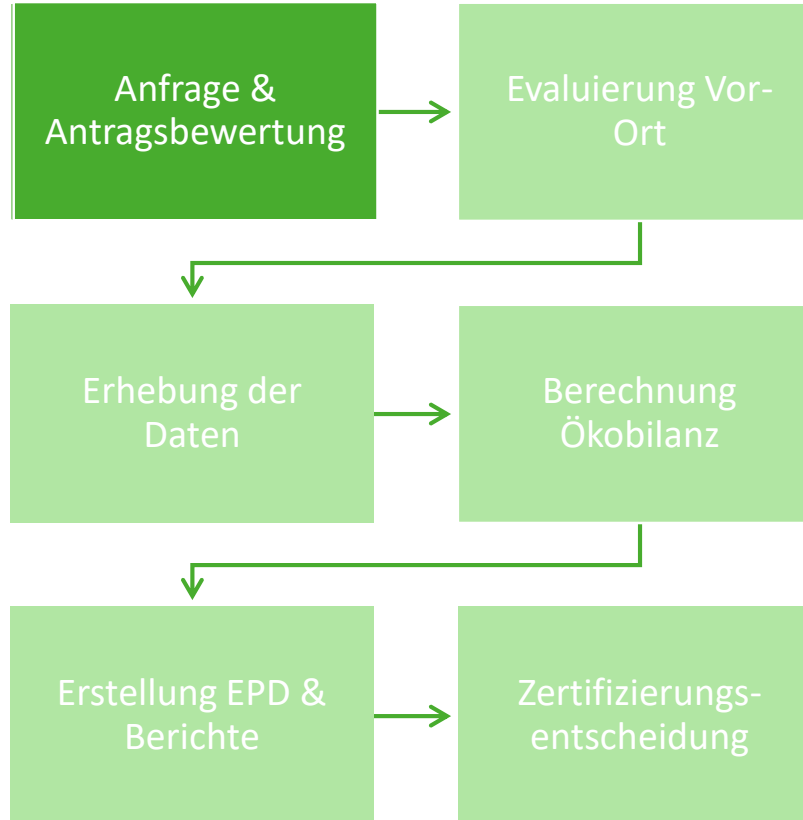 Anfrage &
Antragsbewertung
Evaluierung Vor-
Ort
Erhebung der
Daten
Berechnung
Ökobilanz
Erstellung EPD &
Berichte
Zertifizierungs-
entscheidung